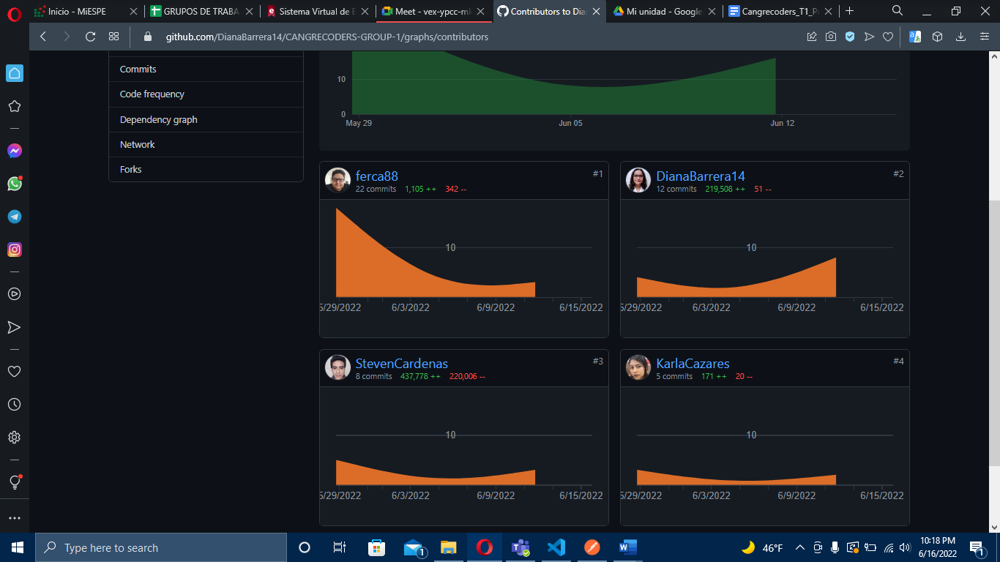 Inicio - MiESPE
GRUPOS DE TRABA
Sistema Virtual de E
Meet - vex-ypcc-m
Contributors to Dia
Mi unidad - Google
Cangrecoders_T1_P
github.com/DianaBarrera14/CANGRECODERS-GROUP-1/graphs/contributors
Commits
Code frequency
Dependency graph
Network
Forks
10
0
May 29
Jun 05
Jun 12
ferca88
#1
22 commits 1,105 ++ 342 --
10
5/29/2022 6/3/2022 6/9/2022 6/15/2022
DianaBarrera14
#2
12 commits 219,508 ++ 51 --
10
5/29/2022 6/3/2022 6/9/2022 6/15/2022
StevenCardenas
#3
8 commits 437,778 ++ 220,006 --
10
5/29/2022 6/3/2022 6/9/2022 6/15/2022
KarlaCazares
#4
5 commits 171 ++ 20 --
10
5/29/2022 6/3/2022 6/9/2022 6/15/2022
Type here to search
1
46°F
10:18 PM
6/16/2022
1